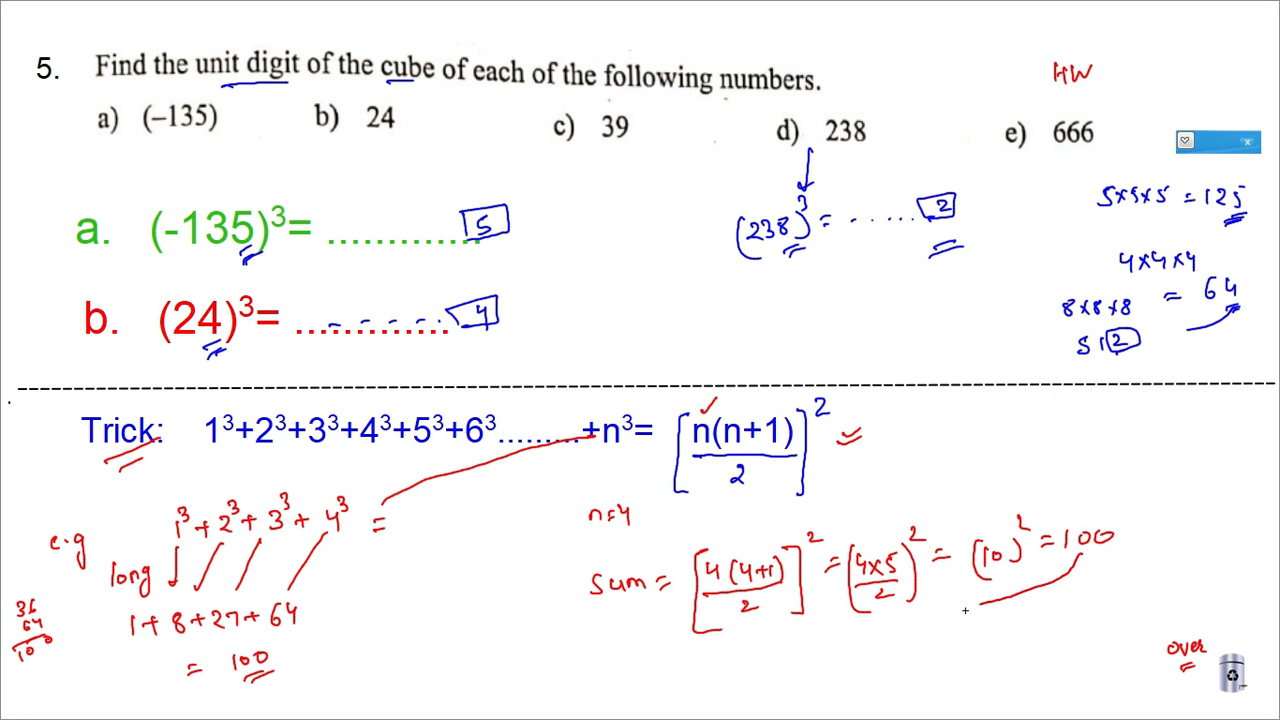 5. Find the unit digit of the cube of each of the following numbers.
HW
a) (–135) b) 24 c) 39 d) 238 e) 666
a. (-135)³= .............. 5
(238)³ = - ...... 2
5×5×5 = 125
4×4×4
= 64
8×8×8
512
b. (24)³= .............. 4
Trick: 1³+2³+3³+4³+5³+6³.........+n³= [n(n+1)/2]²
e.g 1³ + 2³ + 3³ + 4³ =
long
1 + 8 + 27 + 64
= 100
36
64
100
n=4
Sum = [4(4+1)/2]² = (4×5/2)² = (10)² = 100
over